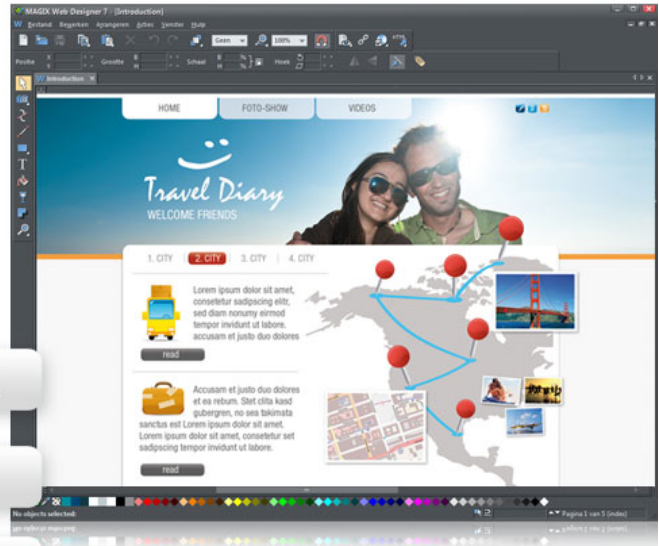 MAGIX Web Designer 7 - [Introduction]
Bestand Bewerken Arrangeren Acties Venster Hulp
Geen 100%
Positie X Y Grootte B H Schaal B % H % Hoek
Introduction
HOME FOTO-SHOW VIDEOS
Travel Diary
WELCOME FRIENDS
1. CITY 2. CITY 3. CITY 4. CITY
Lorem ipsum dolor sit amet,
consetetur sadipscing elitr,
sed diam nonumy eirmod
tempor invidunt ut labore.
accusam et justo duo dolores
read
Accusam et justo duo dolores
et ea rebum. Stet clita kasd
gubergren, no sea takimata
sanctus est Lorem ipsum dolor sit amet.
Lorem ipsum dolor sit amet, consetetur set
sadipscing tempor invidunt ut labore.
read
No objects selected: Pagina 1 van 5 (index)